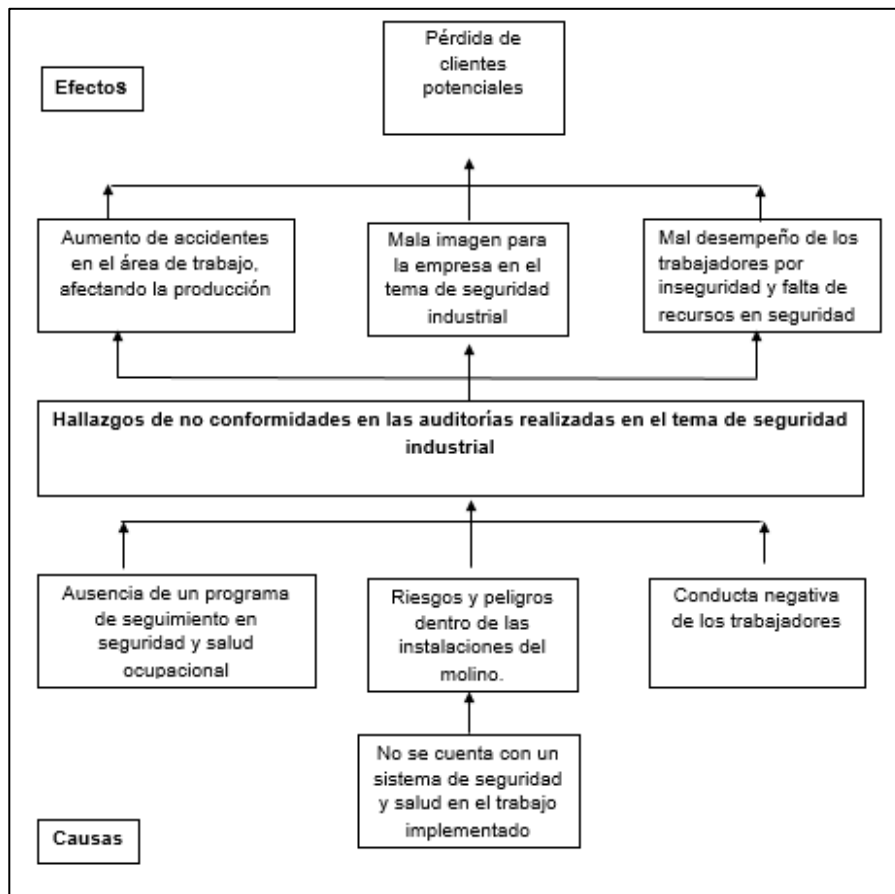 Pérdida de
clientes
potenciales
Efectos
Aumento de accidentes
en el área de trabajo,
afectando la producción
Mala imagen para
la empresa en el
tema de seguridad
industrial
Mal desempeño de los
trabajadores por
inseguridad y falta de
recursos en seguridad
Hallazgos de no conformidades en las auditorías realizadas en el tema de seguridad
industrial
Ausencia de un programa
de seguimiento en
seguridad y salud
ocupacional
Riesgos y peligros
dentro de las
instalaciones del
molino.
Conducta negativa
de los trabajadores
No se cuenta con un
sistema de seguridad
y salud en el trabajo
implementado
Causas